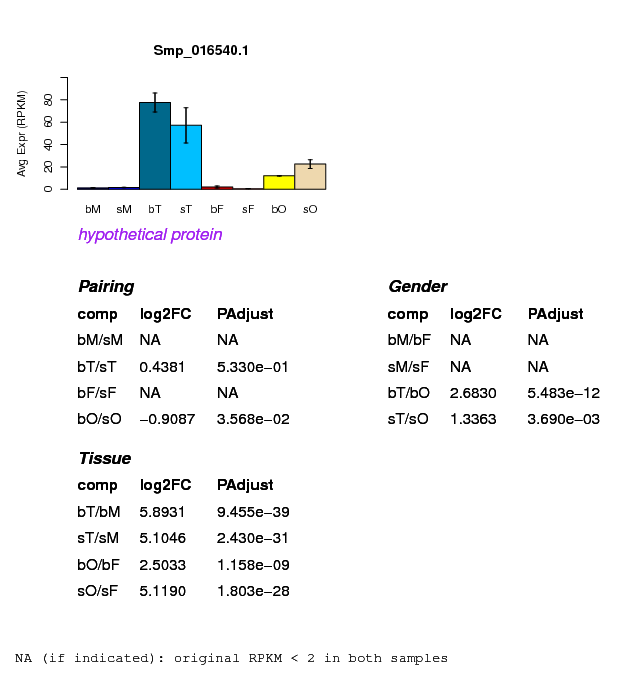 Smp_016540.1
Avg Expr (RPKM)
0 20 40 60 80
bM sM bT sT bF sF bO sO
hypothetical protein
Pairing
comp log2FC PAdjust
bM/sM NA NA
bT/sT 0.4381 5.330e−01
bF/sF NA NA
bO/sO −0.9087 3.568e−02
Gender
comp log2FC PAdjust
bM/bF NA NA
sM/sF NA NA
bT/bO 2.6830 5.483e−12
sT/sO 1.3363 3.690e−03
Tissue
comp log2FC PAdjust
bT/bM 5.8931 9.455e−39
sT/sM 5.1046 2.430e−31
bO/bF 2.5033 1.158e−09
sO/sF 5.1190 1.803e−28
NA (if indicated): original RPKM < 2 in both samples